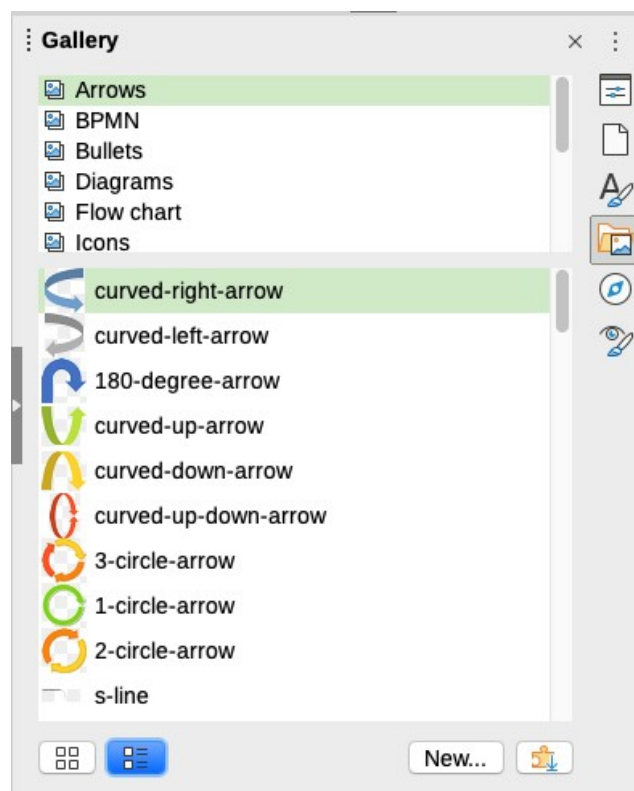 Gallery
Arrows
BPMN
Bullets
Diagrams
Flow chart
Icons
curved-right-arrow
curved-left-arrow
180-degree-arrow
curved-up-arrow
curved-down-arrow
curved-up-down-arrow
3-circle-arrow
1-circle-arrow
2-circle-arrow
s-line
New...